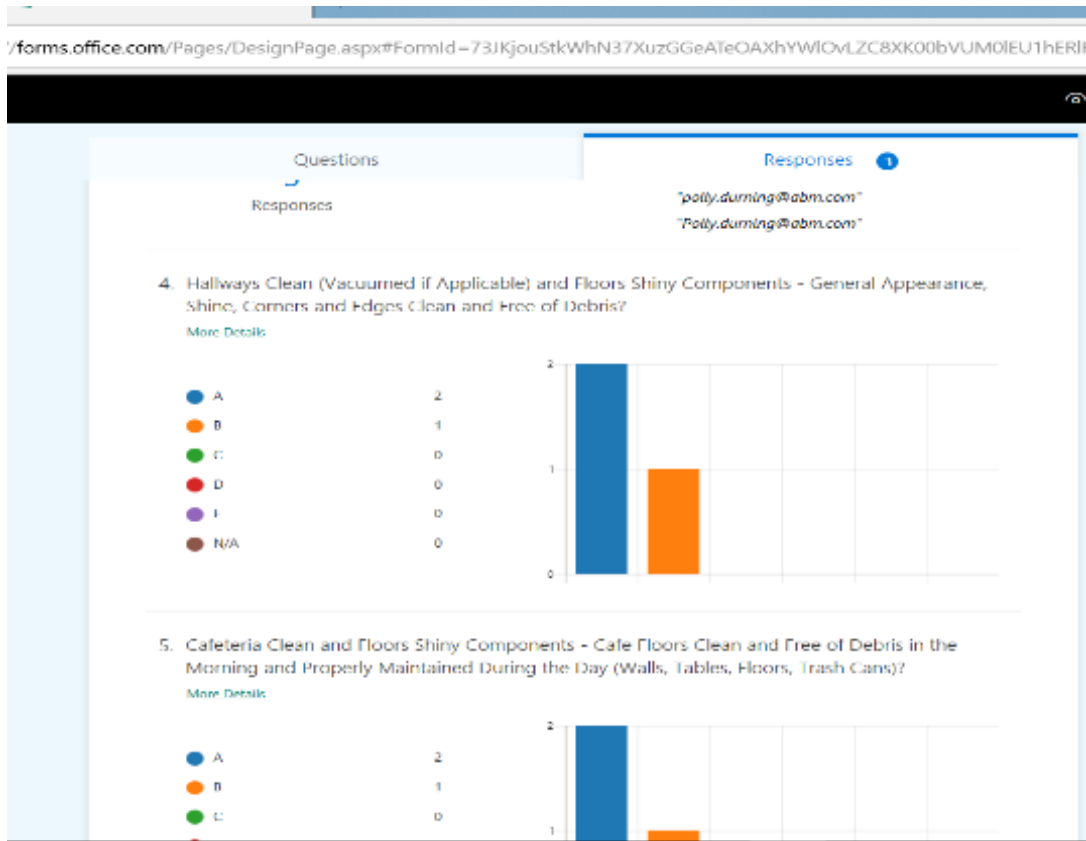 /forms.office.com/Pages/DesignPage.aspx#FormId=
Questions
Responses 1
Responses
"polly.durning@abm.com"
"Polly.durning@abm.com"
4. Hallways Clean (Vacuumed if Applicable) and Floors Shiny Components - General Appearance,
Shine, Corners and Edges Clean and Free of Debris?
More Details
2
A 2
B 1
C 0
1
D 0
F 0
N/A 0
0
5. Cafeteria Clean and Floors Shiny Components - Cafe Floors Clean and Free of Debris in the
Morning and Properly Maintained During the Day (Walls, Tables, Floors, Trash Cans)?
More Details
2
A 2
B 1
C 0
1